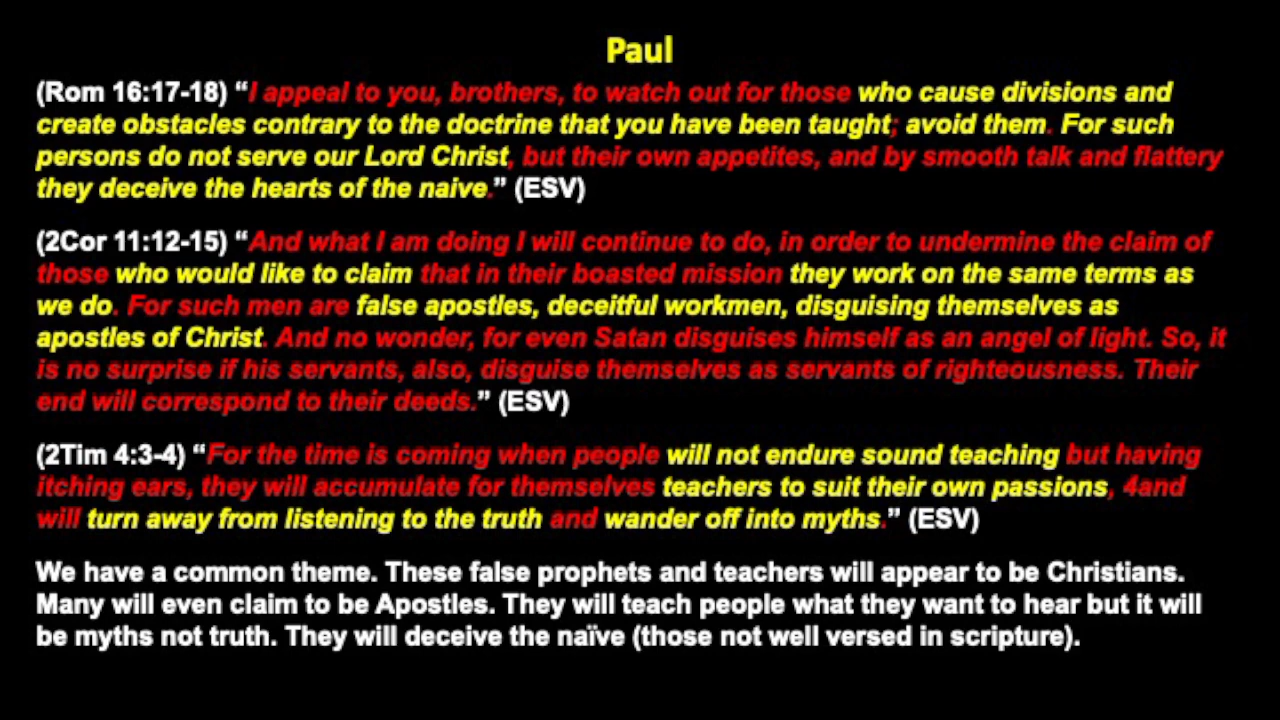 Paul
(Rom 16:17-18) “I appeal to you, brothers, to watch out for those who cause divisions and
create obstacles contrary to the doctrine that you have been taught; avoid them. For such
persons do not serve our Lord Christ, but their own appetites, and by smooth talk and flattery
they deceive the hearts of the naive.” (ESV)
(2Cor 11:12-15) “And what I am doing I will continue to do, in order to undermine the claim of
those who would like to claim that in their boasted mission they work on the same terms as
we do. For such men are false apostles, deceitful workmen, disguising themselves as
apostles of Christ. And no wonder, for even Satan disguises himself as an angel of light. So, it
is no surprise if his servants, also, disguise themselves as servants of righteousness. Their
end will correspond to their deeds.” (ESV)
(2Tim 4:3-4) “For the time is coming when people will not endure sound teaching but having
itching ears, they will accumulate for themselves teachers to suit their own passions, 4and
will turn away from listening to the truth and wander off into myths.” (ESV)
We have a common theme. These false prophets and teachers will appear to be Christians.
Many will even claim to be Apostles. They will teach people what they want to hear but it will
be myths not truth. They will deceive the naïve (those not well versed in scripture).